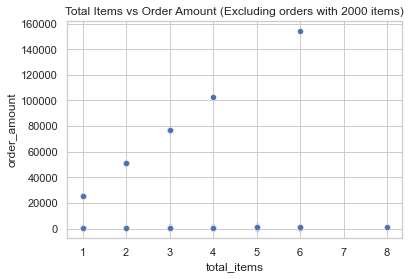 Total Items vs Order Amount (Excluding orders with 2000 items)
160000
140000
120000
100000
80000
60000
40000
20000
0
order_amount
1 2 3 4 5 6 7 8
total_items